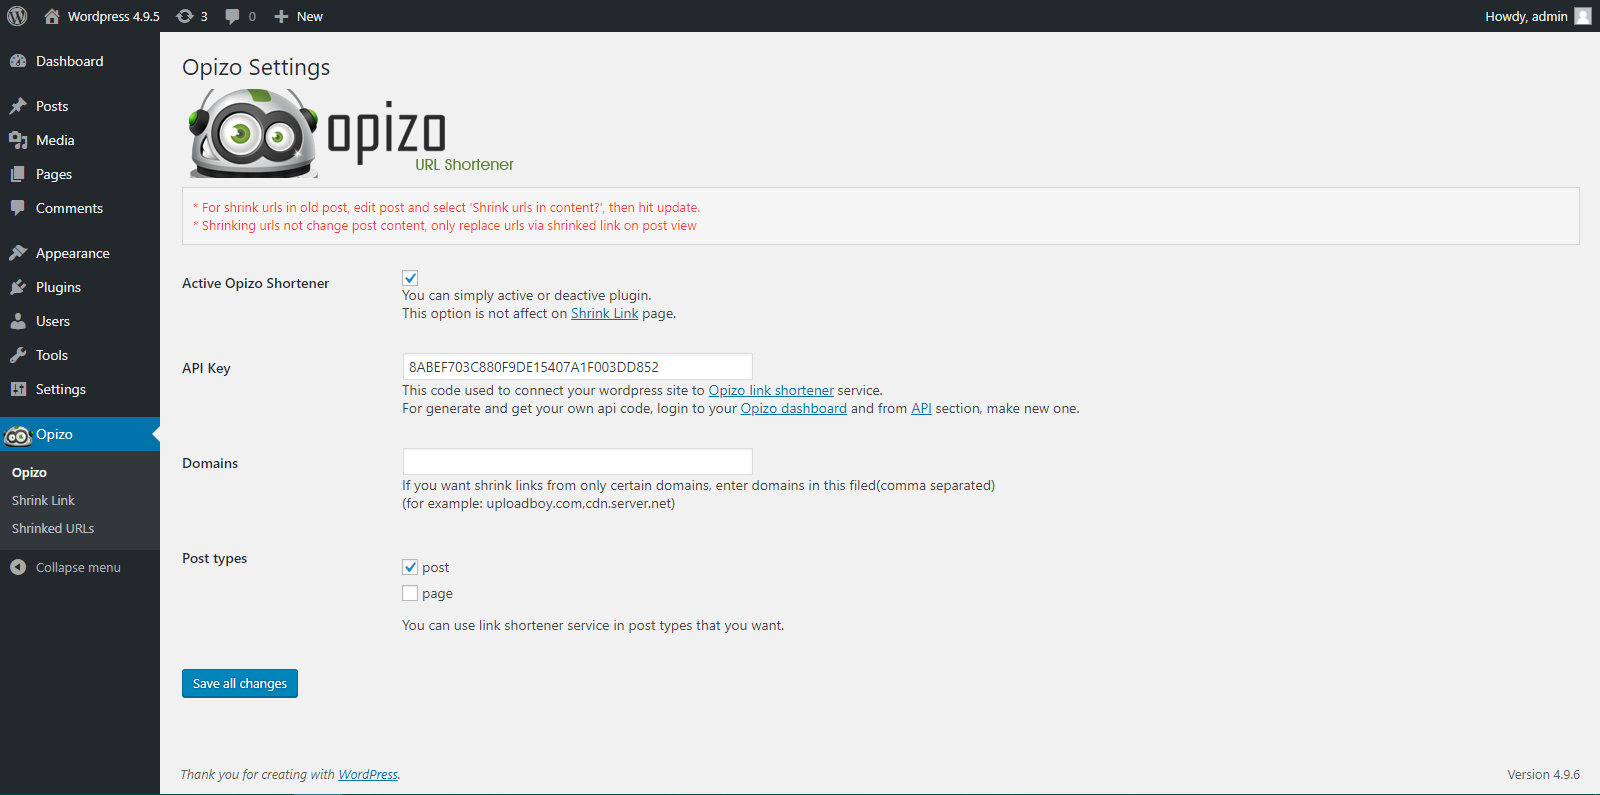 Wordpress 4.9.5 3 0 New Howdy, admin
Dashboard
Posts
Media
Pages
Comments
Appearance
Plugins
Users
Tools
Settings
Opizo
Opizo
Shrink Link
Shrinked URLs
Collapse menu
Opizo Settings
opizo
URL Shortener
* For shrink urls in old post, edit post and select 'Shrink urls in content?', then hit update.
* Shrinking urls not change post content, only replace urls via shrinked link on post view
Active Opizo Shortener
You can simply active or deactive plugin.
This option is not affect on Shrink Link page.
API Key
8ABEF703C880F9DE15407A1F003DD852
This code used to connect your wordpress site to Opizo link shortener service.
For generate and get your own api code, login to your Opizo dashboard and from API section, make new one.
Domains
If you want shrink links from only certain domains, enter domains in this filed(comma separated)
(for example: uploadboy.com,cdn.server.net)
Post types
post
page
You can use link shortener service in post types that you want.
Save all changes
Thank you for creating with WordPress.
Version 4.9.6